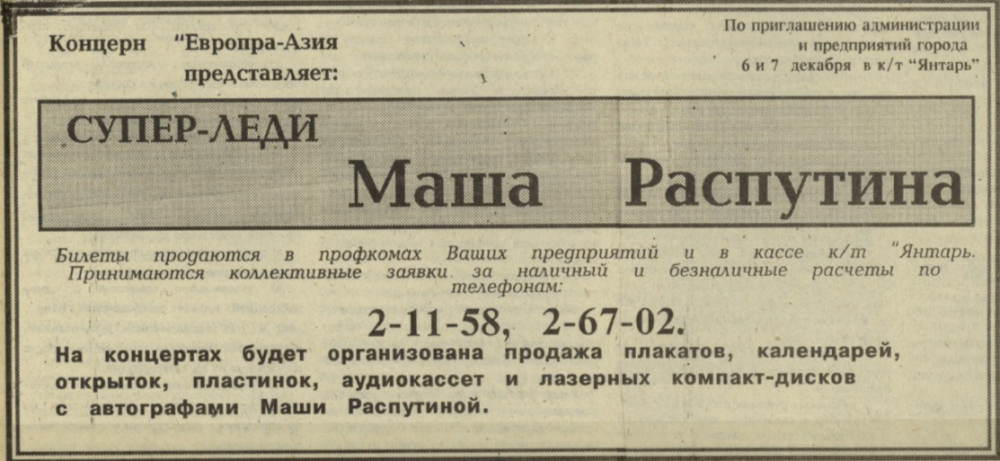 Концерн "Европра-Азия
представляет:
По приглашению администрации
и предприятий города
6 и 7 декабря в к/т "Янтарь"
СУПЕР-ЛЕДИ
Маша Распутина
Билеты продаются в профкомах Ваших предприятий и в кассе к/т "Янтарь.
Принимаются коллективные заявки за наличный и безналичные расчеты по
телефонам:
2-11-58, 2-67-02.
На концертах будет организована продажа плакатов, календарей,
открыток, пластинок, аудиокассет и лазерных компакт-дисков
с автографами Маши Распутиной.